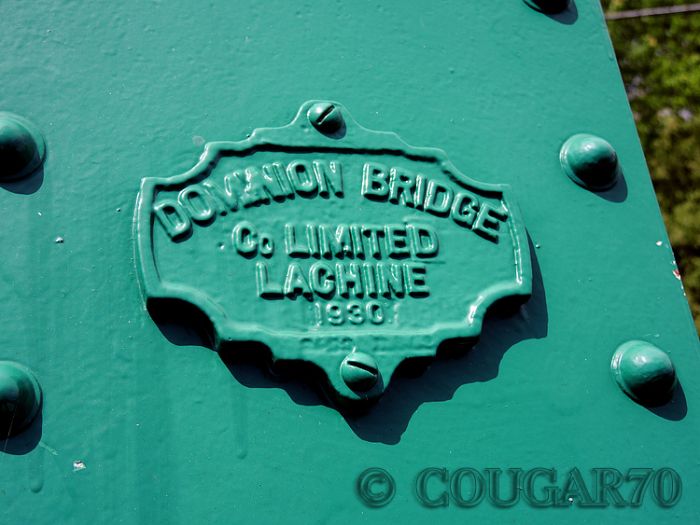 DOMINION BRIDGE
Co LIMITED
LACHINE
1930
© COUGAR70